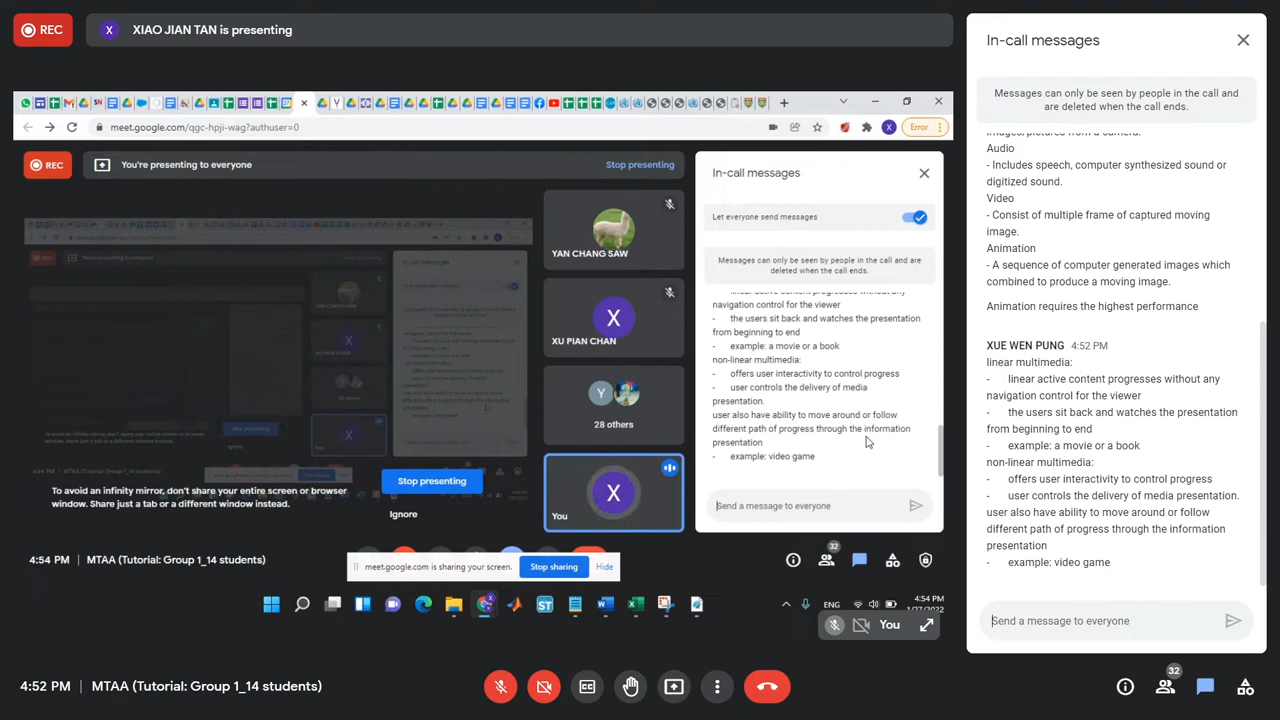 REC
XIAO JIAN TAN is presenting
meet.google.com/qgc-hpji-wag?authuser=0
Error
REC
You're presenting to everyone
Stop presenting
YAN CHANG SAW
X
XU PIAN CHAN
Y
28 others
X
You
To avoid an infinity mirror, don't share your entire screen or browser
window. Share just a tab or a different window instead.
Stop presenting
Ignore
In-call messages
Let everyone send messages
Messages can only be seen by people in the call and are
deleted when the call ends.
linear active content progresses without any
navigation control for the viewer
- the users sit back and watches the presentation
from beginning to end
- example: a movie or a book
non-linear multimedia:
- offers user interactivity to control progress
- user controls the delivery of media
presentation.
user also have ability to move around or follow
different path of progress through the information
presentation
- example: video game
Send a message to everyone
4:54 PM | MTAA (Tutorial: Group 1_14 students)
meet.google.com is sharing your screen.
Stop sharing
Hide
32
ENG
4:54 PM
1/27/2022
You
In-call messages
Messages can only be seen by people in the call and
are deleted when the call ends.
Images/pictures from a camera.
Audio
- Includes speech, computer synthesized sound or
digitized sound.
Video
- Consist of multiple frame of captured moving
image.
Animation
- A sequence of computer generated images which
combined to produce a moving image.
Animation requires the highest performance
XUE WEN PUNG 4:52 PM
linear multimedia:
- linear active content progresses without any
navigation control for the viewer
- the users sit back and watches the presentation
from beginning to end
- example: a movie or a book
non-linear multimedia:
- offers user interactivity to control progress
- user controls the delivery of media presentation.
user also have ability to move around or follow
different path of progress through the information
presentation
- example: video game
Send a message to everyone
4:52 PM | MTAA (Tutorial: Group 1_14 students)
32